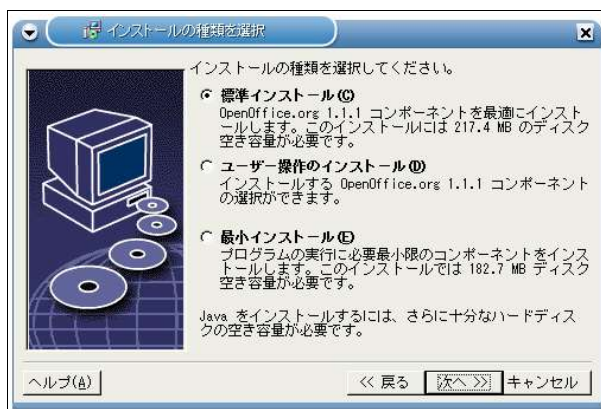 インストールの種類を選択
インストールの種類を選択してください。
標準インストール(C)
OpenOffice.org 1.1.1 コンポーネントを最適にインスト
ールします。このインストールには 217.4 MB のディスク
空き容量が必要です。
ユーザー操作のインストール(D)
インストールする OpenOffice.org 1.1.1 コンポーネント
の選択ができます。
最小インストール(E)
プログラムの実行に必要最小限のコンポーネントをインス
トールします。このインストールでは 182.7 MB ディスク
空き容量が必要です。
Java をインストールするには、さらに十分なハードディス
クの空き容量が必要です。
ヘルプ(A)
<< 戻る
次へ >>
キャンセル